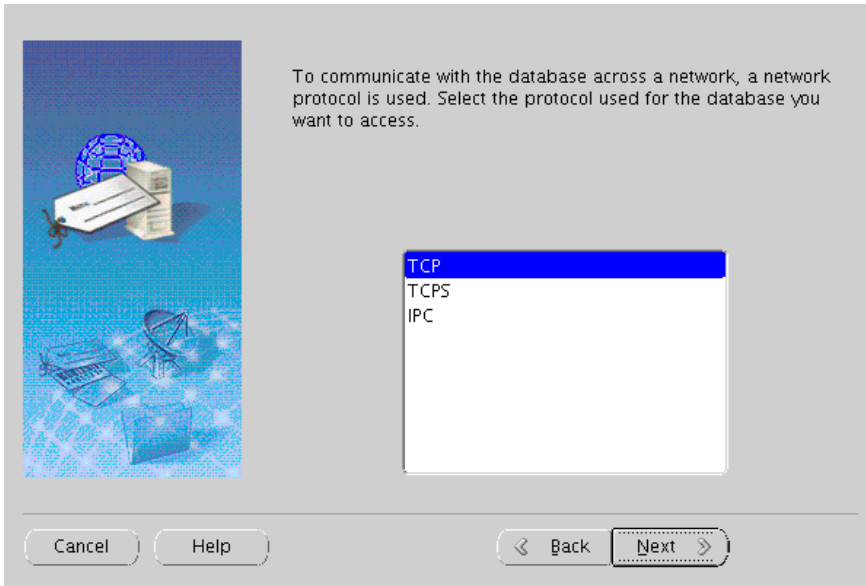 To communicate with the database across a network, a network
protocol is used. Select the protocol used for the database you
want to access.
TCP
TCPS
IPC
Cancel
Help
Back
Next